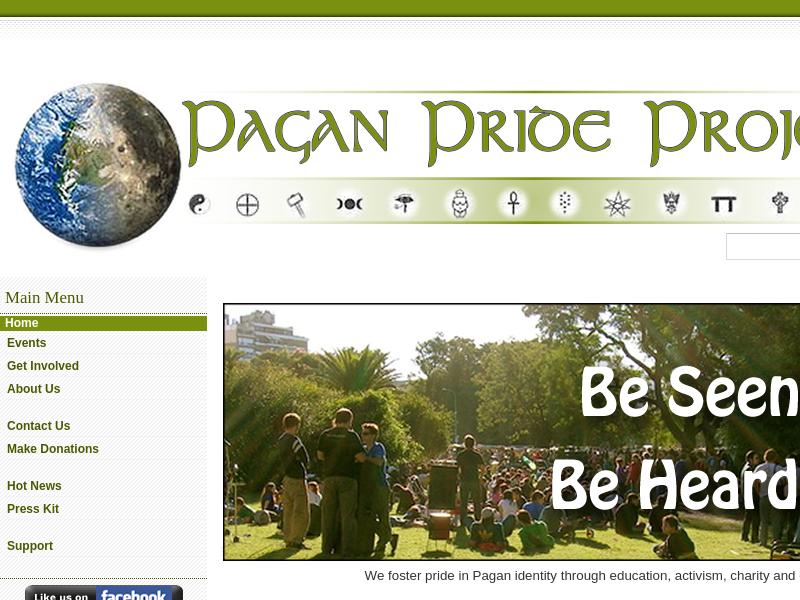 PAGAN PRIDE
Main Menu
Home
Events
Get Involved
About Us
Contact Us
Make Donations
Hot News
Press Kit
Support
Like us on facebook
Be Seen
Be Heard
We foster pride in Pagan identity through education, activism, charity and